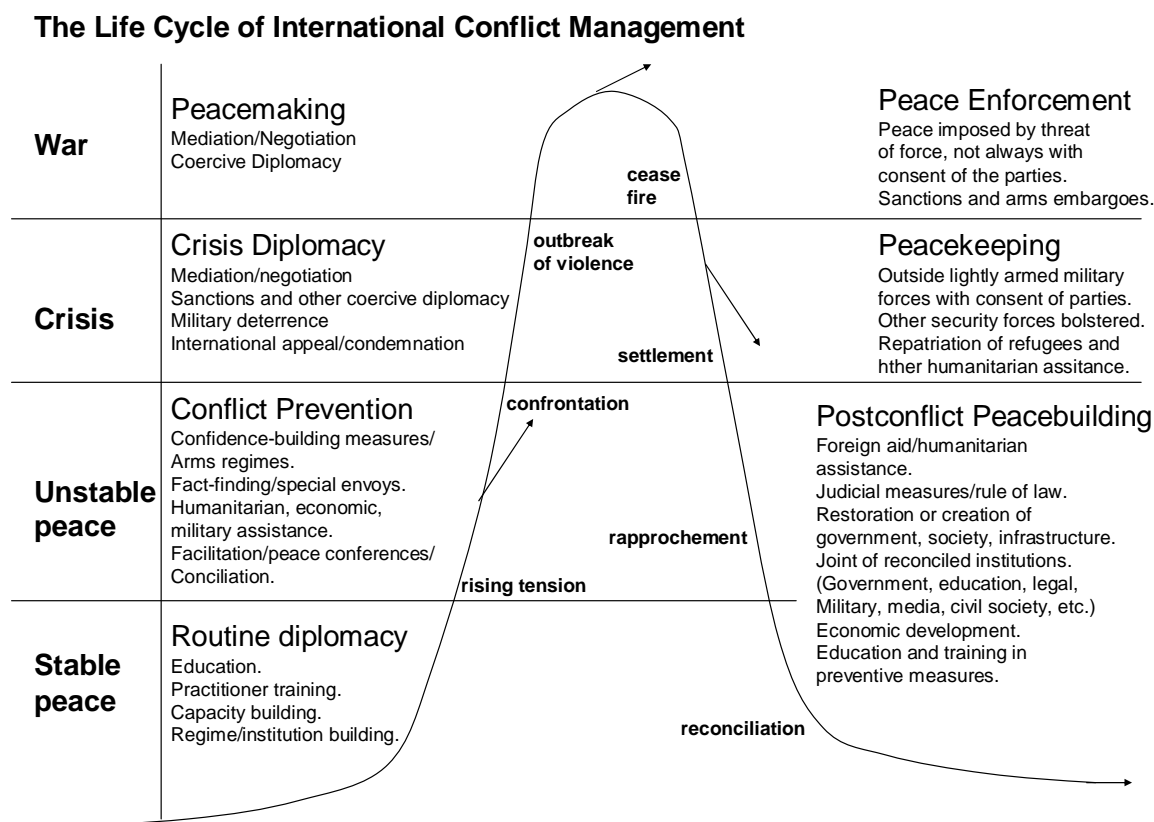 The Life Cycle of International Conflict Management
War
Peacemaking
Mediation/Negotiation
Coercive Diplomacy
cease
fire
Peace Enforcement
Peace imposed by threat
of force, not always with
consent of the parties.
Sanctions and arms embargoes.
Crisis
Crisis Diplomacy
Mediation/negotiation
Sanctions and other coercive diplomacy
Military deterrence
International appeal/condemnation
outbreak
of violence
settlement
Peacekeeping
Outside lightly armed military
forces with consent of parties.
Other security forces bolstered.
Repatriation of refugees and
hther humanitarian assitance.
Unstable
peace
Conflict Prevention
Confidence-building measures/
Arms regimes.
Fact-finding/special envoys.
Humanitarian, economic,
military assistance.
Facilitation/peace conferences/
Conciliation.
confrontation
rapprochement
rising tension
Postconflict Peacebuilding
Foreign aid/humanitarian
assistance.
Judicial measures/rule of law.
Restoration or creation of
government, society, infrastructure.
Joint of reconciled institutions.
(Government, education, legal,
Military, media, civil society, etc.)
Economic development.
Education and training in
preventive measures.
Stable
peace
Routine diplomacy
Education.
Practitioner training.
Capacity building.
Regime/institution building.
reconciliation